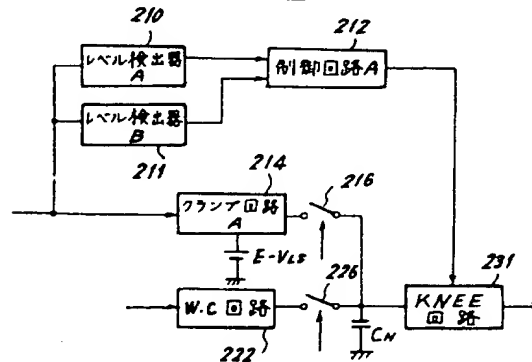 210
212
レベル検出器
A
制御回路A
レベル検出器
B
211
214
216
クランプ回路
A
E-VLS
226
231
W.C回路
KNEE
回路
CH
222